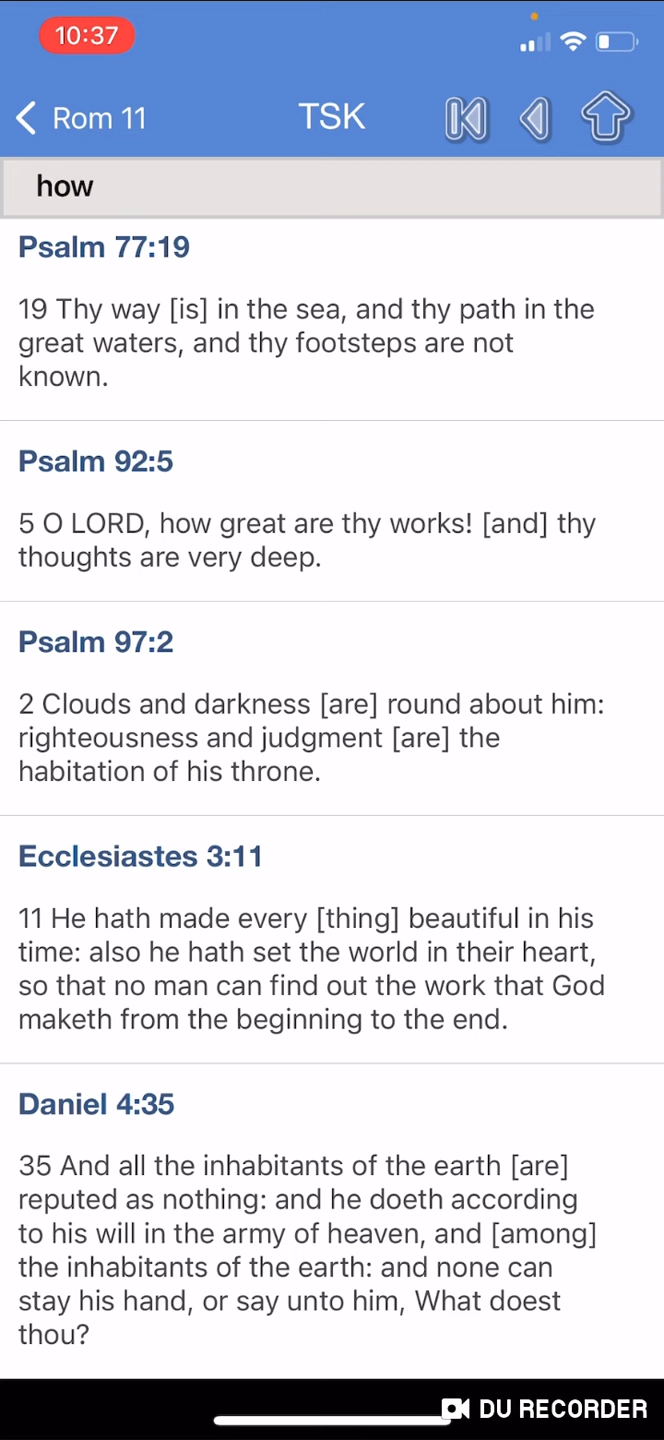 10:37
Rom 11
TSK
how
Psalm 77:19
19 Thy way [is] in the sea, and thy path in the
great waters, and thy footsteps are not
known.
Psalm 92:5
5 O LORD, how great are thy works! [and] thy
thoughts are very deep.
Psalm 97:2
2 Clouds and darkness [are] round about him:
righteousness and judgment [are] the
habitation of his throne.
Ecclesiastes 3:11
11 He hath made every [thing] beautiful in his
time: also he hath set the world in their heart,
so that no man can find out the work that God
maketh from the beginning to the end.
Daniel 4:35
35 And all the inhabitants of the earth [are]
reputed as nothing: and he doeth according
to his will in the army of heaven, and [among]
the inhabitants of the earth: and none can
stay his hand, or say unto him, What doest
thou?
DU RECORDER